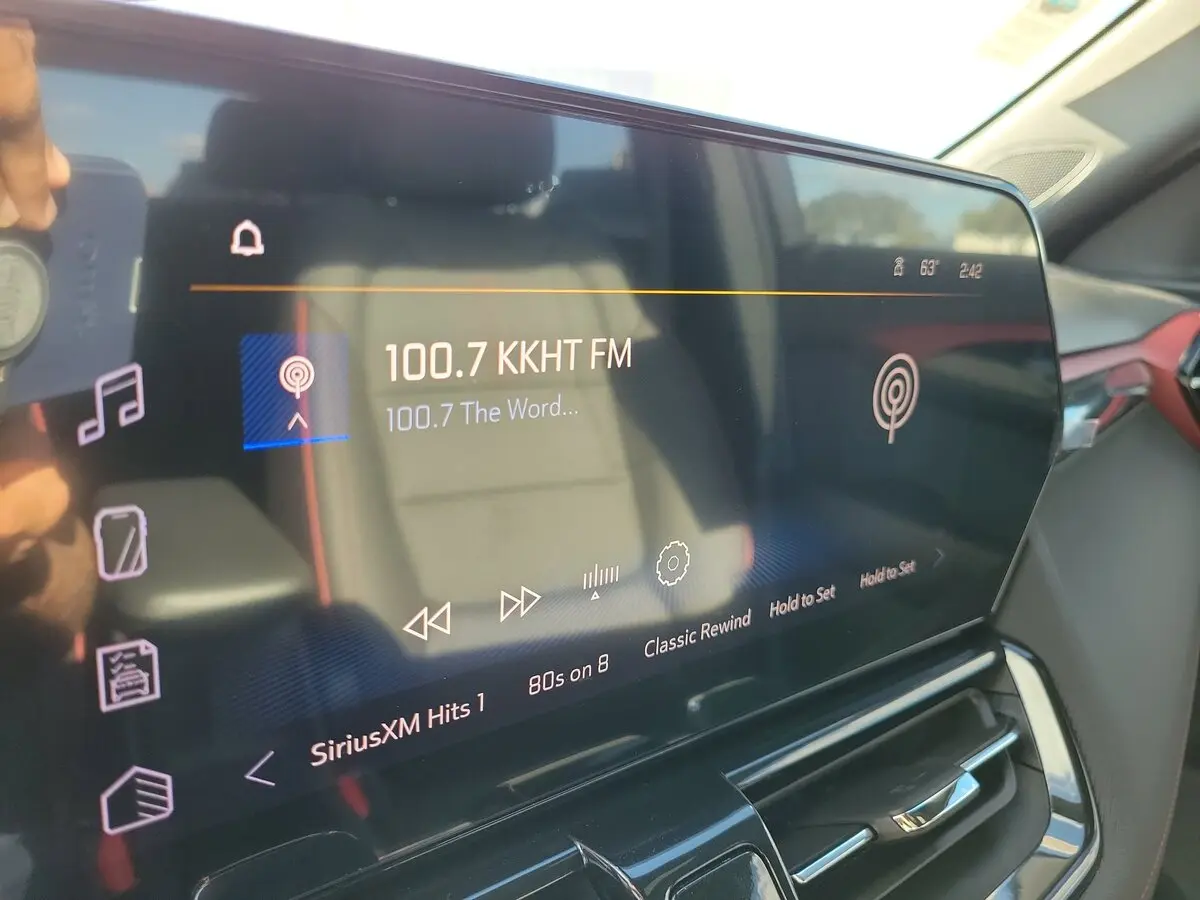 63° 2:42
100.7 KKHT FM
100.7 The Word...
SiriusXM Hits 1 80s on 8 Classic Rewind Hold to Set Hold to Set